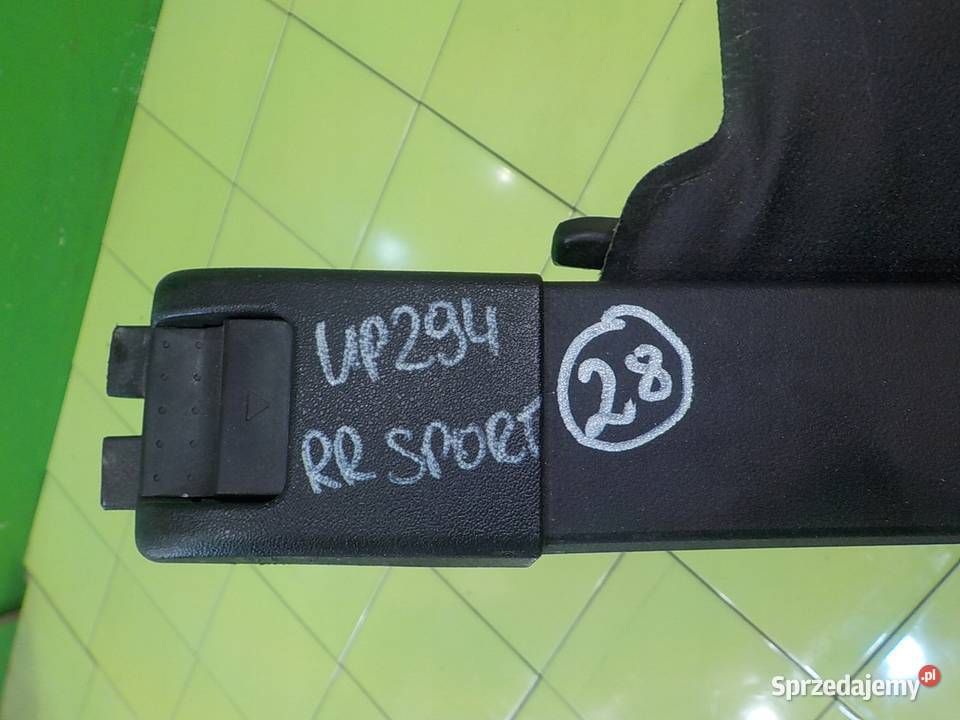 UP294
RR SPORT
28
Sprzedajemy.pl